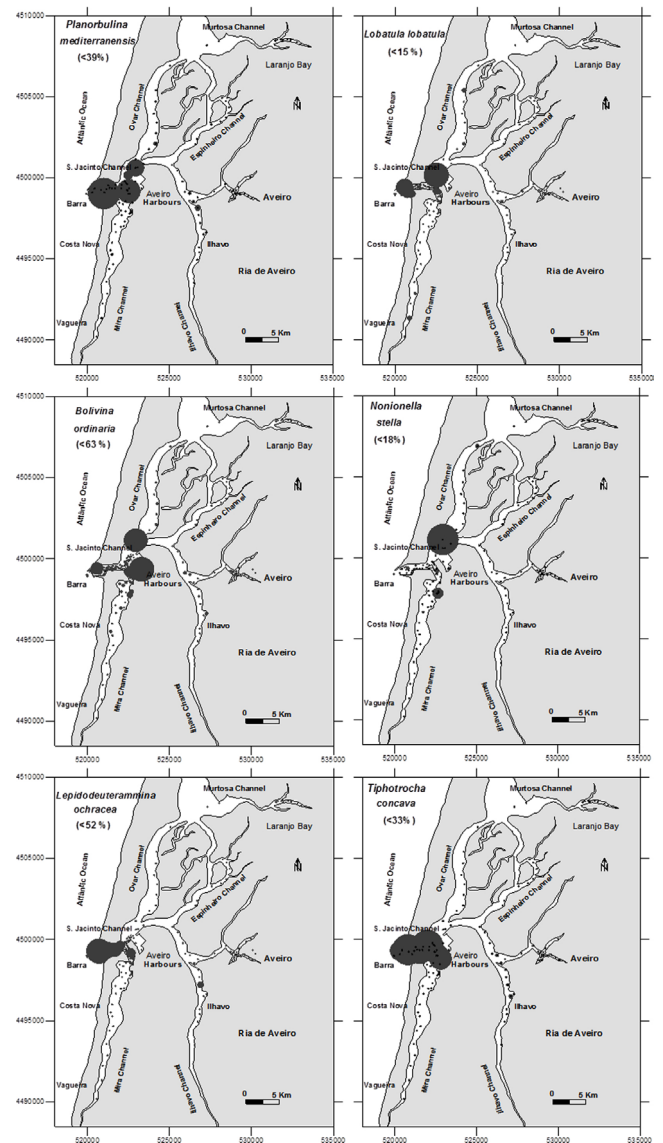 4510000
4505000
4500000
4495000
4490000
Planorbulina
mediterranensis
(<39%)
Murtosa Channel
Laranjo Bay
Atlântic Ocean
Ovar Channel
N
Espinheiro Channel
S. Jacinto Channel
Barra
Aveiro
Harbours
Aveiro
Costa Nova
Ilhavo
Ria de Aveiro
Mira Channel
Ilhavo Channel
Vagueira
0 5 Km
520000 525000 530000 535000
Lobatula lobatula
(<15 %)
Murtosa Channel
Laranjo Bay
Atlântic Ocean
Ovar Channel
N
Espinheiro Channel
S. Jacinto Channel
Barra
Aveiro
Harbours
Aveiro
Costa Nova
Ilhavo
Ria de Aveiro
Mira Channel
Ilhavo Channel
Vagueira
0 5 Km
520000 525000 530000 535000
4510000
4505000
4500000
4495000
4490000
Bolivina
ordinaria
(<63 %)
Murtosa Channel
Laranjo Bay
Atlântic Ocean
Ovar Channel
N
Espinheiro Channel
S. Jacinto Channel
Barra
Aveiro
Harbours
Aveiro
Costa Nova
Ilhavo
Ria de Aveiro
Mira Channel
Ilhavo Channel
Vagueira
0 5 Km
520000 525000 530000 535000
Nonionella
stella
(<18%)
Murtosa Channel
Laranjo Bay
Atlântic Ocean
Ovar Channel
N
Espinheiro Channel
S. Jacinto Channel
Barra
Aveiro
Harbours
Aveiro
Costa Nova
Ilhavo
Ria de Aveiro
Mira Channel
Ilhavo Channel
Vagueira
0 5 Km
520000 525000 530000 535000
4510000
4505000
4500000
4495000
4490000
Lepidodeuterammina
ochracea
(<52 %)
Murtosa Channel
Laranjo Bay
Atlântic Ocean
Ovar Channel
N
Espinheiro Channel
S. Jacinto Channel
Barra
Aveiro
Harbours
Aveiro
Costa Nova
Ilhavo
Ria de Aveiro
Mira Channel
Ilhavo Channel
Vagueira
0 5 Km
520000 525000 530000 535000
Tiphotrocha
concava
(<33%)
Murtosa Channel
Laranjo Bay
Atlântic Ocean
Ovar Channel
N
Espinheiro Channel
S. Jacinto Channel
Barra
Aveiro
Harbours
Aveiro
Costa Nova
Ilhavo
Ria de Aveiro
Mira Channel
Ilhavo Channel
Vagueira
0 5 Km
520000 525000 530000 535000